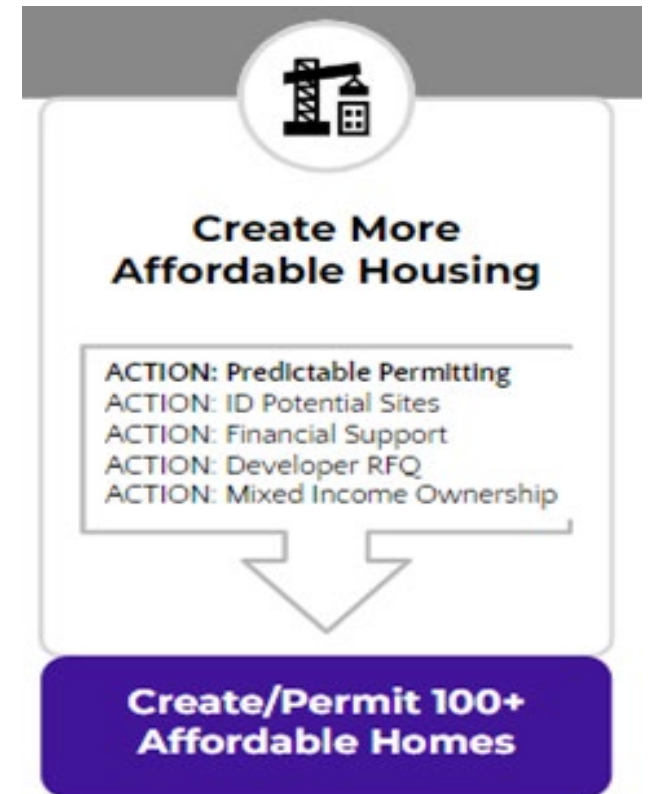 Create More
Affordable Housing
ACTION: Predictable Permitting
ACTION: ID Potential Sites
ACTION: Financial Support
ACTION: Developer RFQ
ACTION: Mixed Income Ownership
Create/Permit 100+
Affordable Homes